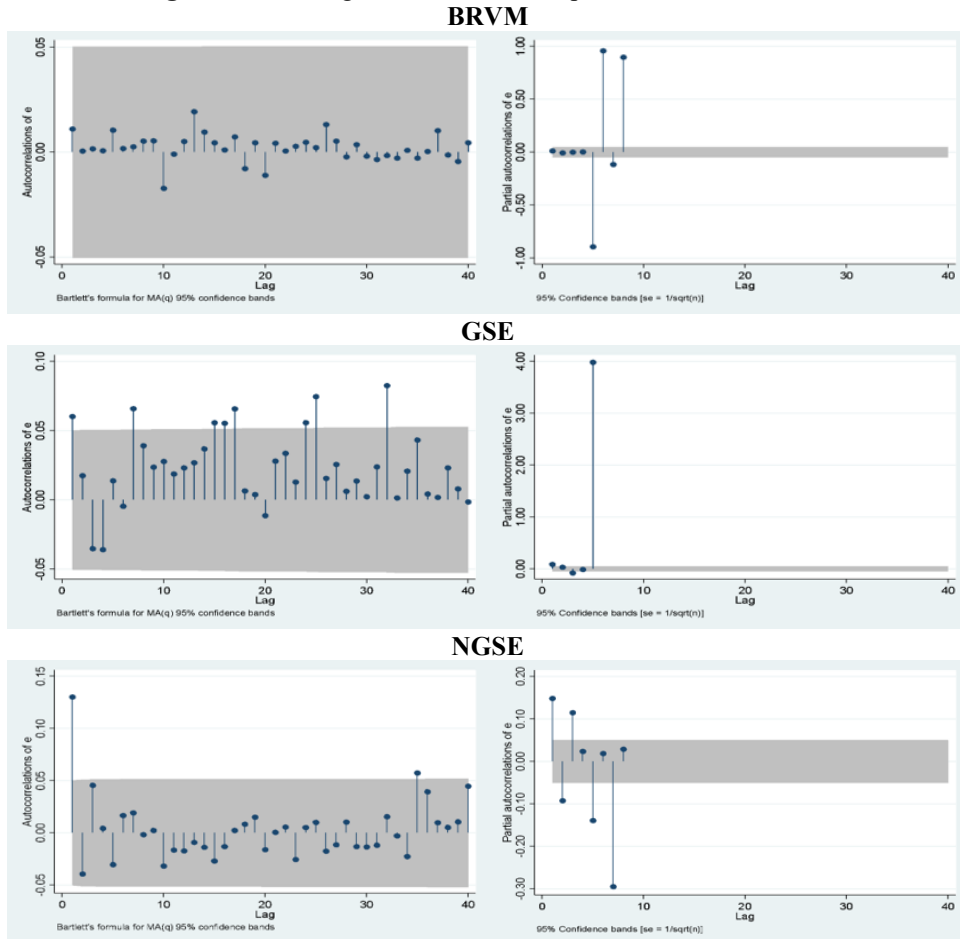 BRVM
Autocorrelations of e
0.05
0.00
-0.05
0
10
20
30
40
Lag
Bartlett's formula for MA(q) 95% confidence bands
Partial autocorrelations of e
1.00
0.50
0.00
-0.50
-1.00
0
10
20
30
40
Lag
95% Confidence bands [se = 1/sqrt(n)]
GSE
Autocorrelations of e
0.10
0.05
0.00
-0.05
0
10
20
30
40
Lag
Bartlett's formula for MA(q) 95% confidence bands
Partial autocorrelations of e
4.00
3.00
2.00
1.00
0.00
0
10
20
30
40
Lag
95% Confidence bands [se = 1/sqrt(n)]
NGSE
Autocorrelations of e
0.15
0.10
0.05
0.00
-0.05
0
10
20
30
40
Lag
Bartlett's formula for MA(q) 95% confidence bands
Partial autocorrelations of e
0.20
0.10
0.00
-0.10
-0.20
-0.30
0
10
20
30
40
Lag
95% Confidence bands [se = 1/sqrt(n)]